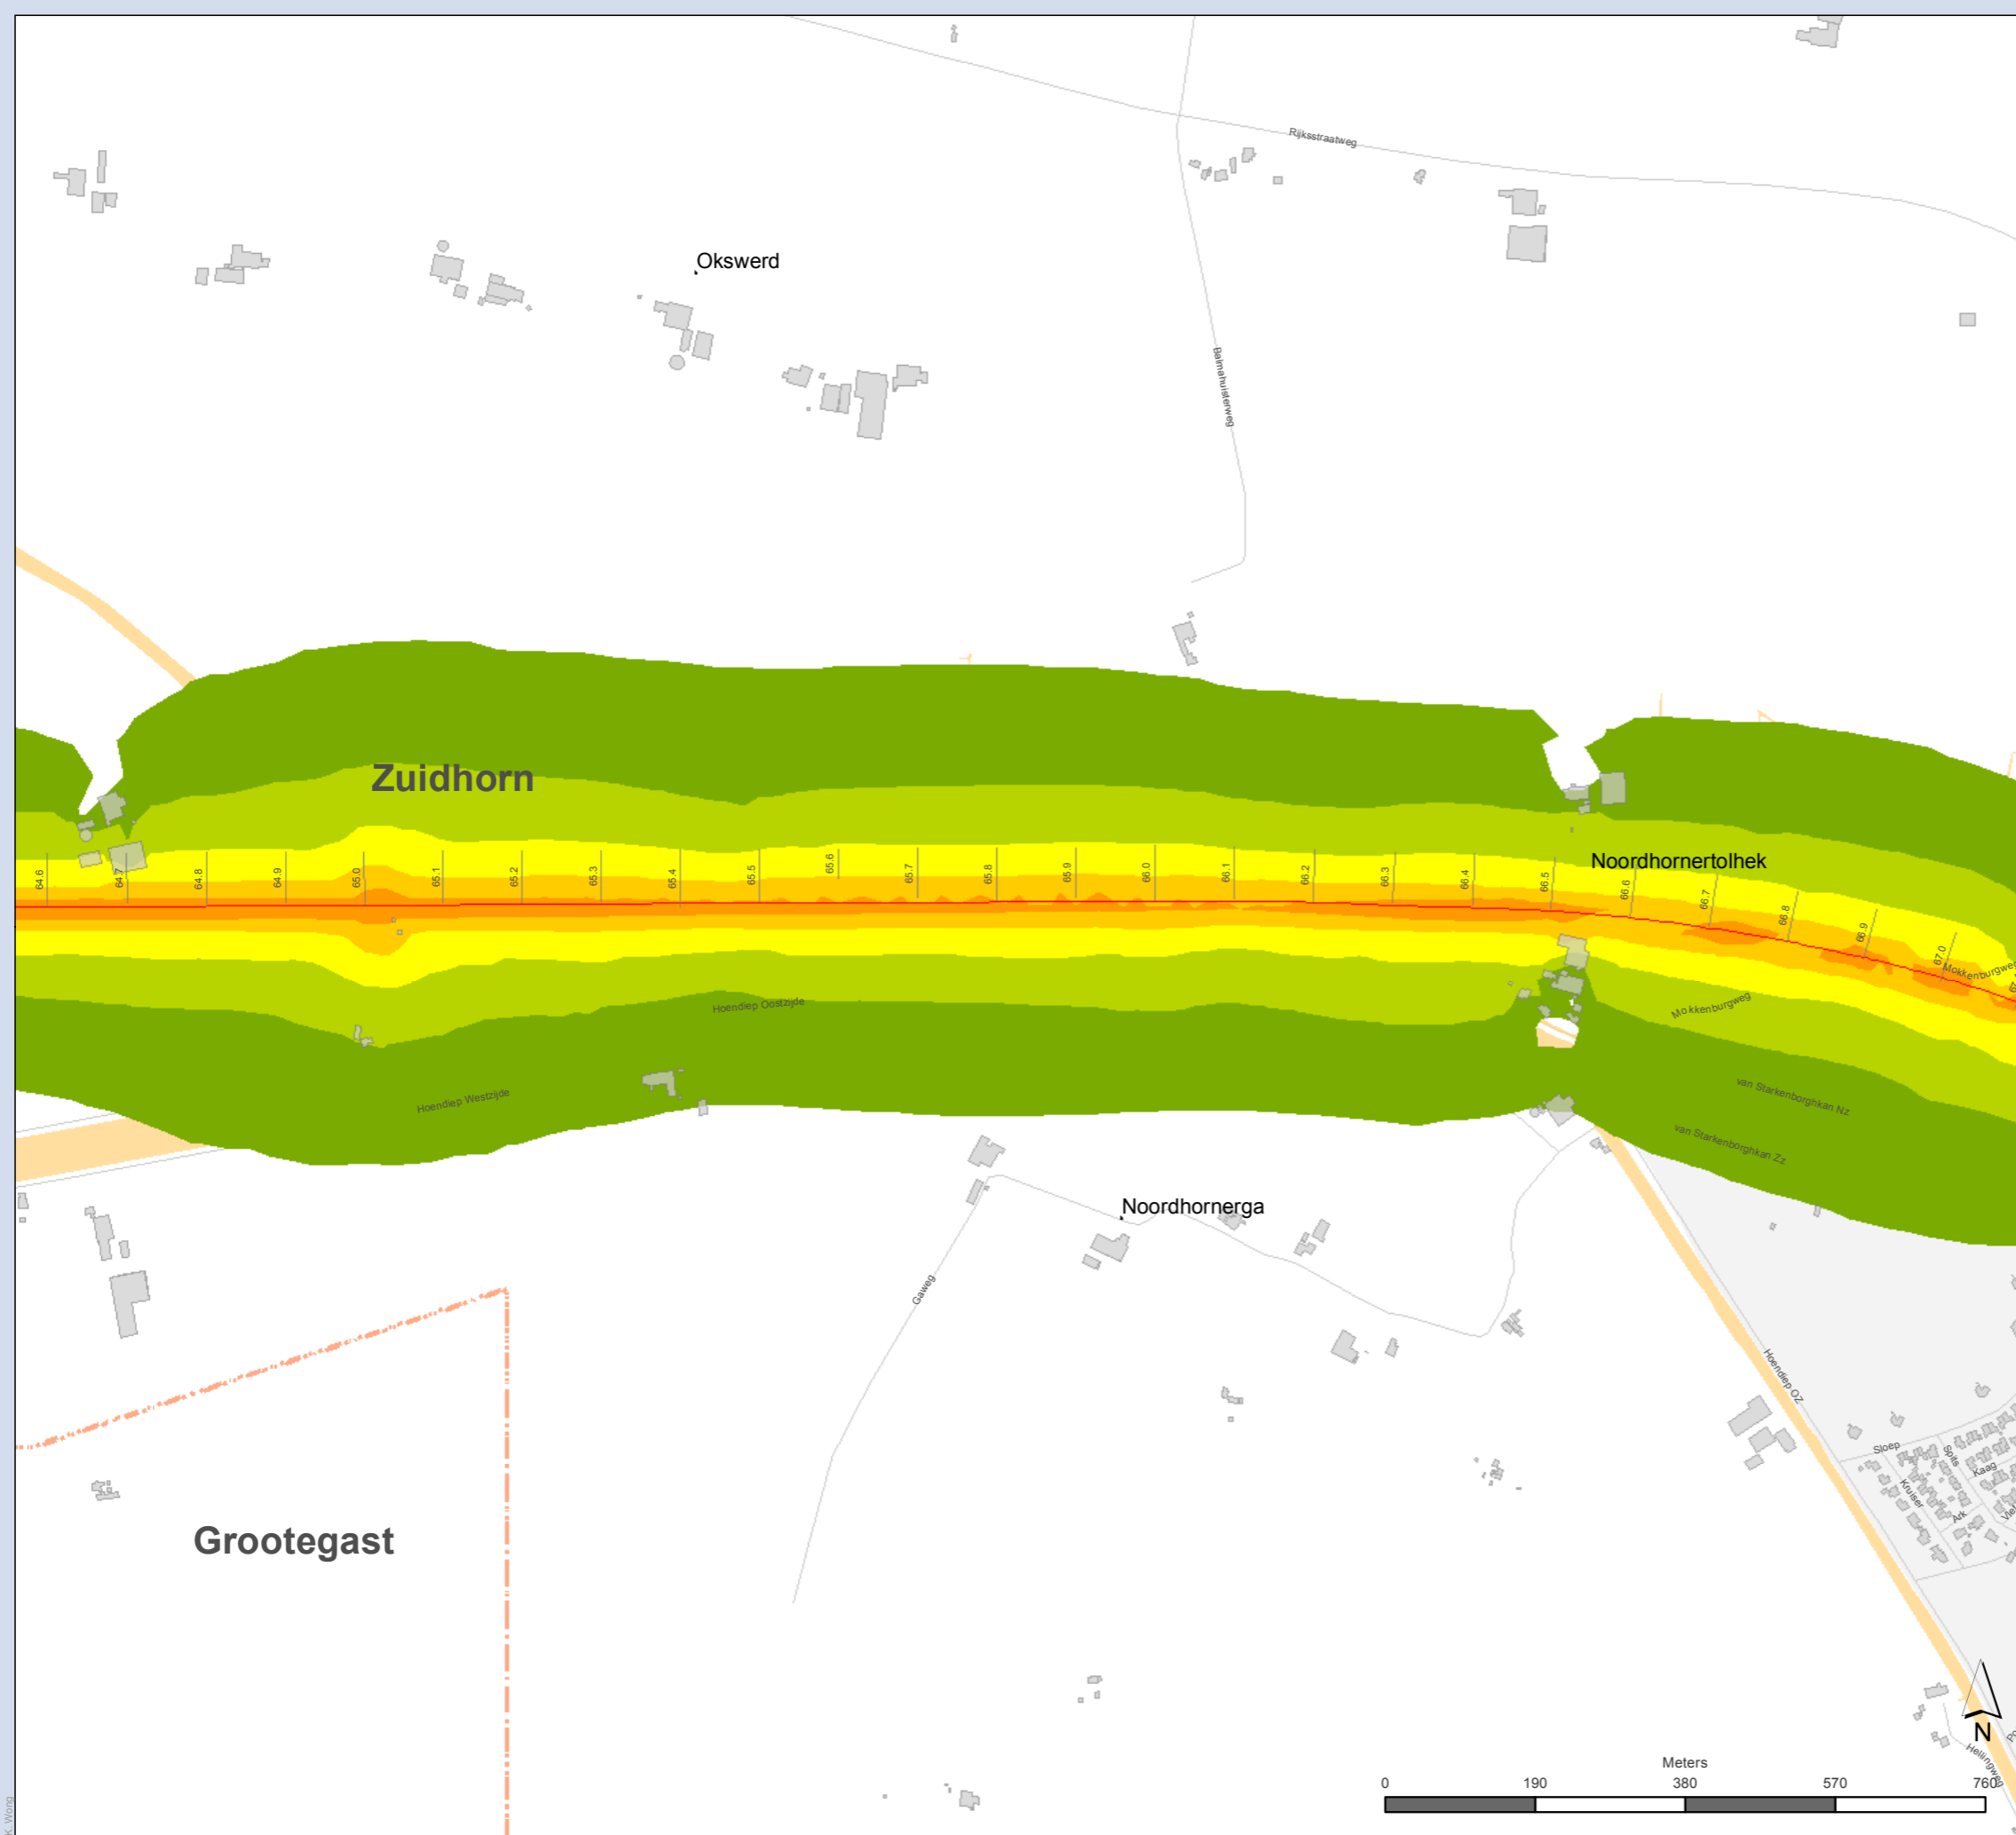 Rijksstraatweg
Okswerd
Balmahuisterweg
Zuidhorn
Noordhornertolhek
64.6
64.7
64.8
64.9
65.0
65.1
65.2
65.3
65.4
65.5
65.6
65.7
65.8
65.9
66.0
66.1
66.2
66.3
66.4
66.5
66.6
66.7
66.8
66.9
67.0
Mokkenburgweg
Mokkenburgweg
Hoendiep Oostzijde
Hoendiep Westzijde
van Starkenborghkan Nz
van Starkenborghkan Zz
Noordhornerga
Gaweg
Hoendiep OZ
Sloep
Spits
Kaag
Kruiser
Ark
Grootegast
N
Hellingweg
Meters
0 190 380 570 760
K. Wong